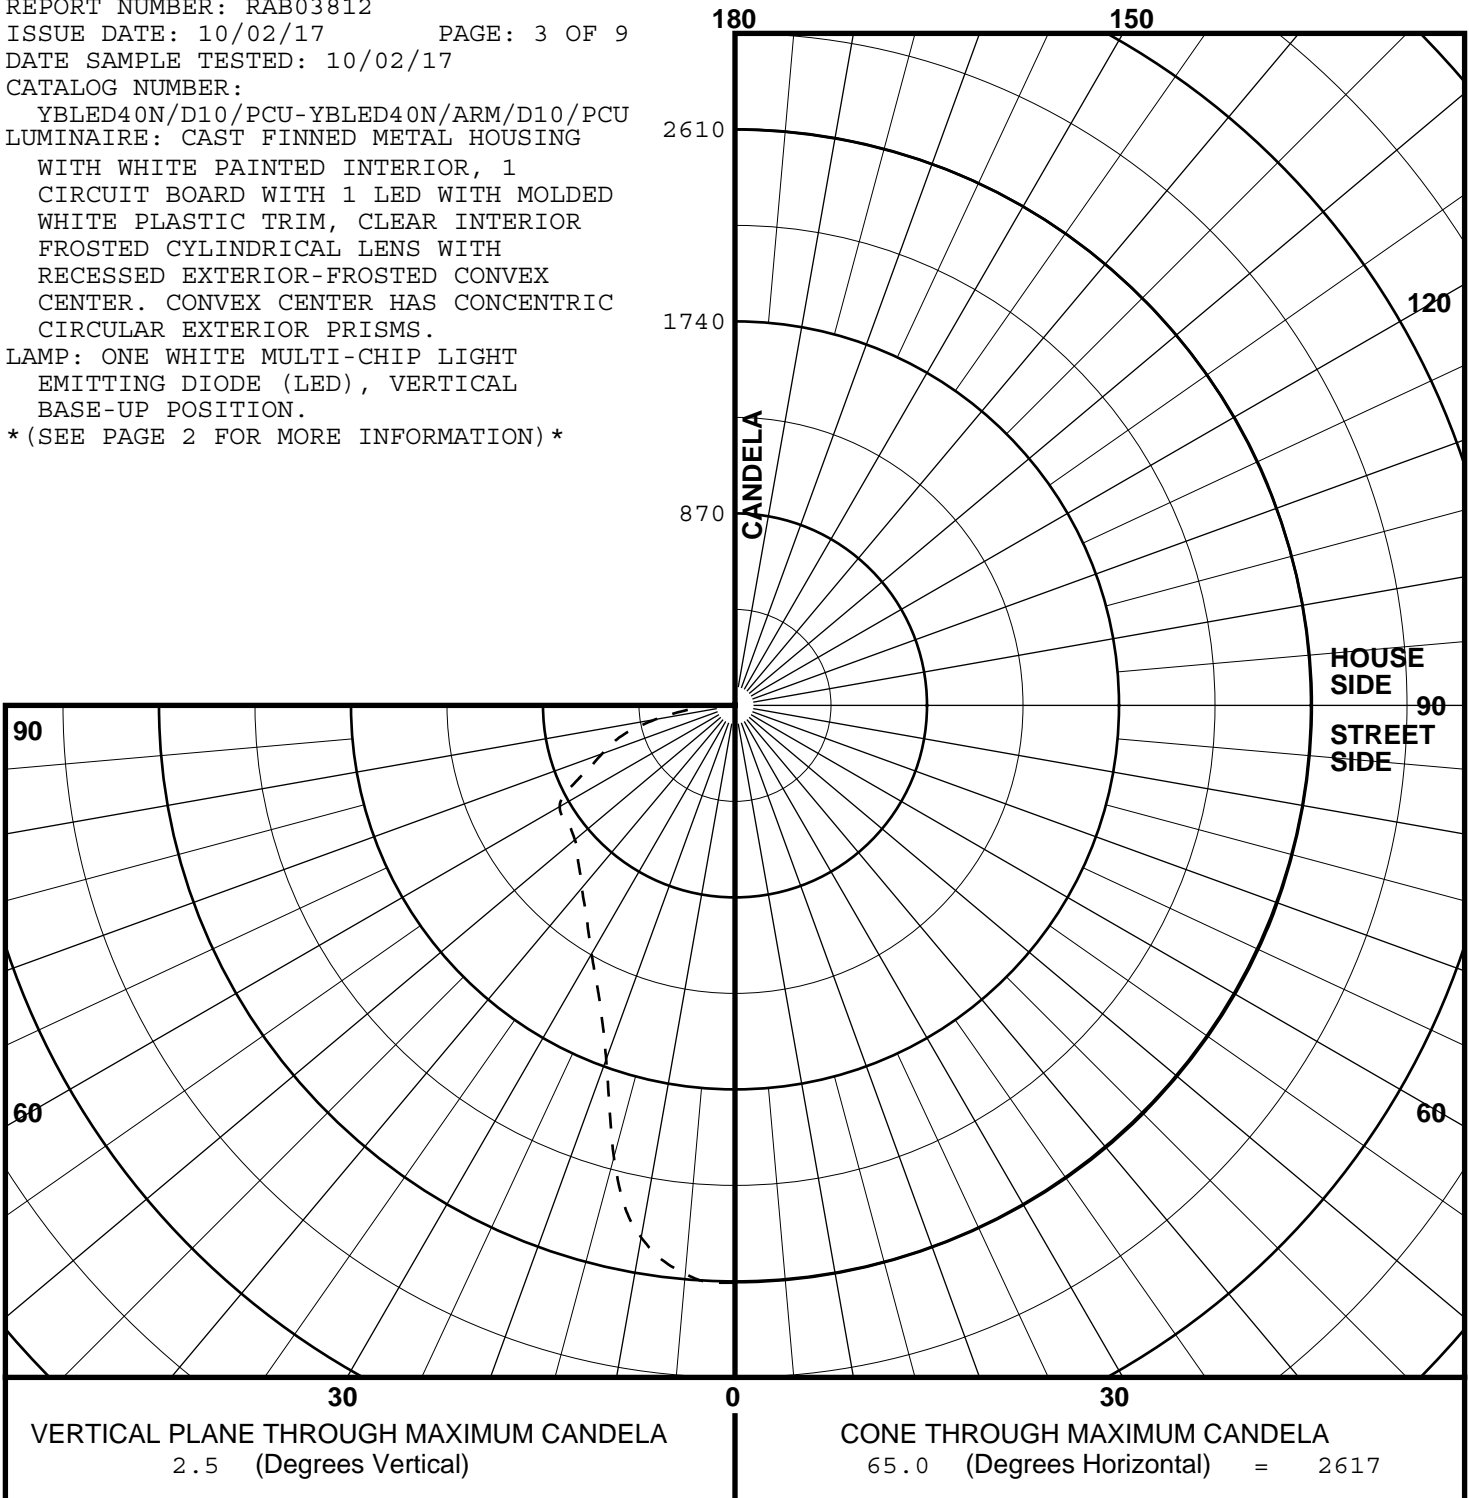 REPORT NUMBER: RAB03812
ISSUE DATE: 10/02/17 PAGE: 3 OF 9
DATE SAMPLE TESTED: 10/02/17
CATALOG NUMBER:
YBLED40N/D10/PCU-YBLED40N/ARM/D10/PCU
LUMINAIRE: CAST FINNED METAL HOUSING
WITH WHITE PAINTED INTERIOR, 1
CIRCUIT BOARD WITH 1 LED WITH MOLDED
WHITE PLASTIC TRIM, CLEAR INTERIOR
FROSTED CYLINDRICAL LENS WITH
RECESSED EXTERIOR-FROSTED CONVEX
CENTER. CONVEX CENTER HAS CONCENTRIC
CIRCULAR EXTERIOR PRISMS.
LAMP: ONE WHITE MULTI-CHIP LIGHT
EMITTING DIODE (LED), VERTICAL
BASE-UP POSITION.
*(SEE PAGE 2 FOR MORE INFORMATION)*
180 150
2610
120
1740
CANDELA
870
HOUSE
SIDE
90
STREET
SIDE
90
60 60
30 0 30
VERTICAL PLANE THROUGH MAXIMUM CANDELA
2.5 (Degrees Vertical)
CONE THROUGH MAXIMUM CANDELA
65.0 (Degrees Horizontal) = 2617